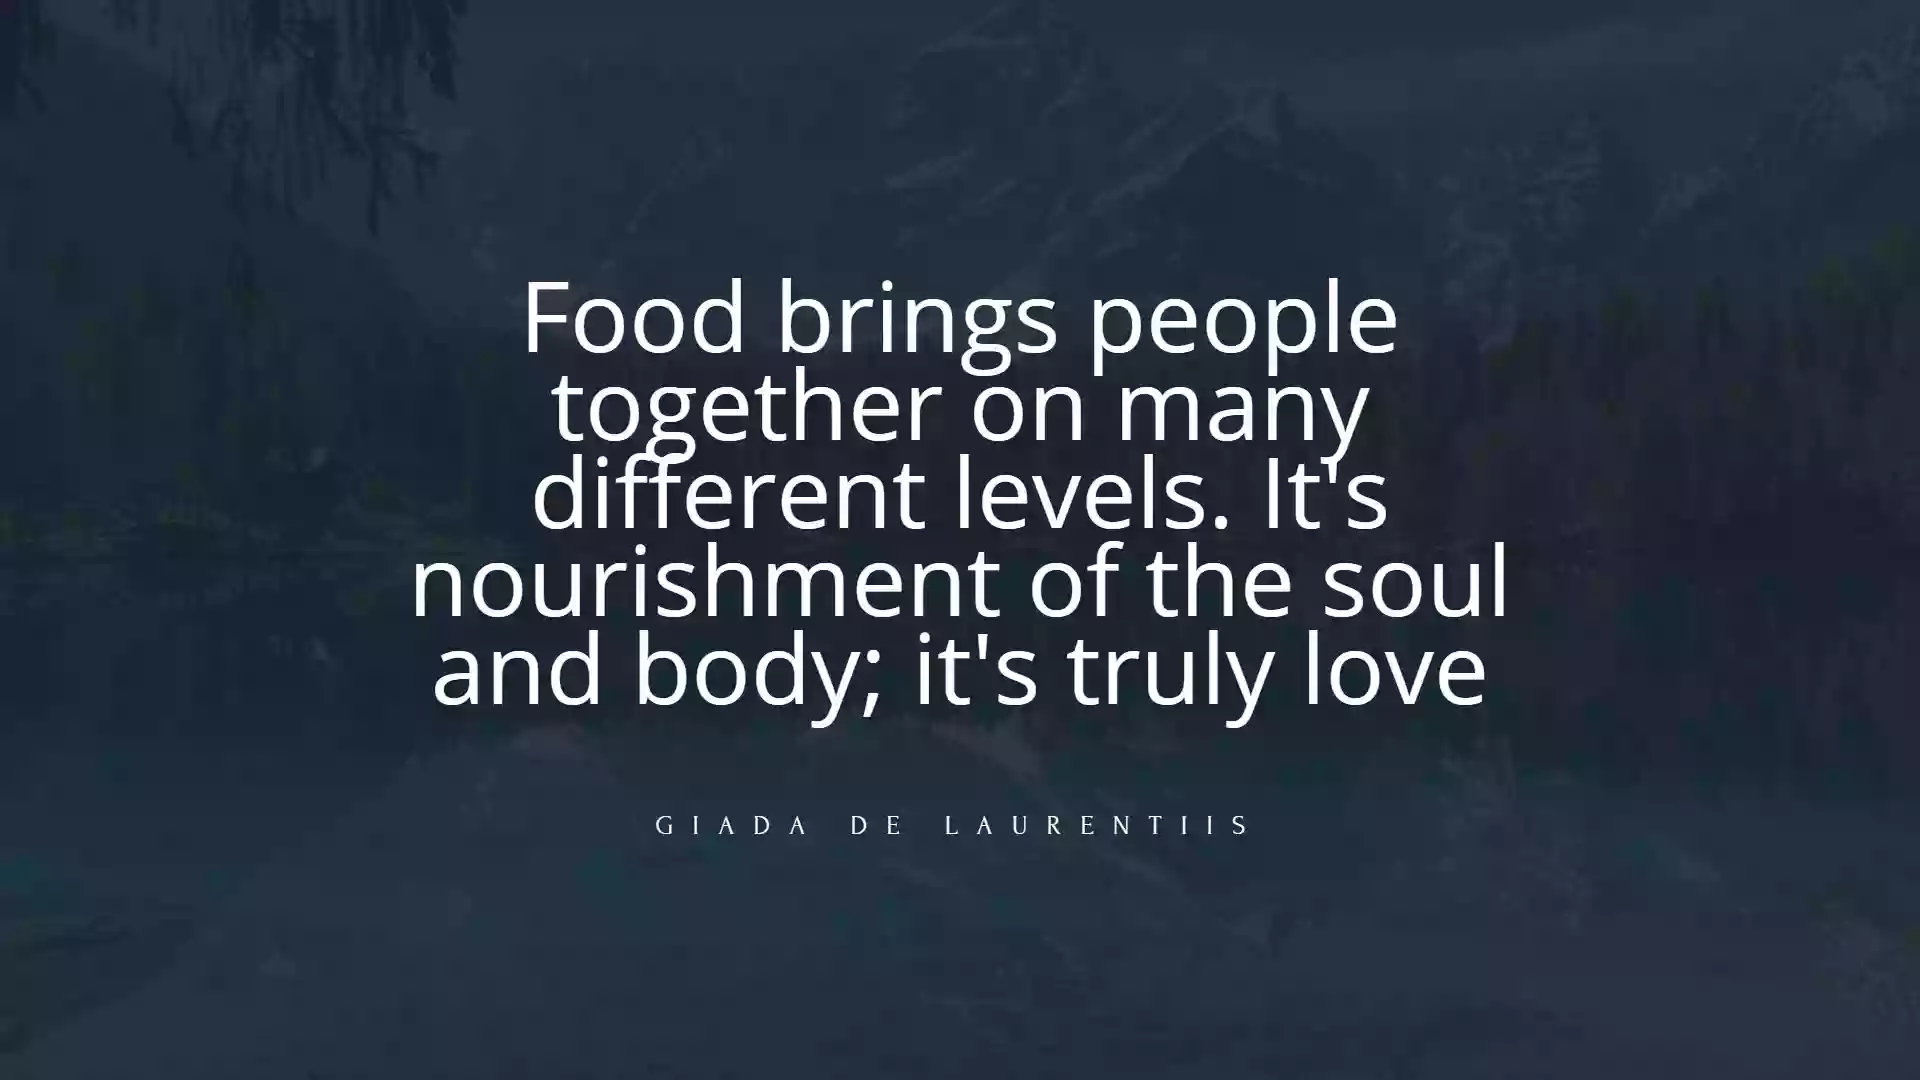 Food brings people
together on many
different levels. It's
nourishment of the soul
and body; it's truly love
GIADA DE LAURENTIIS